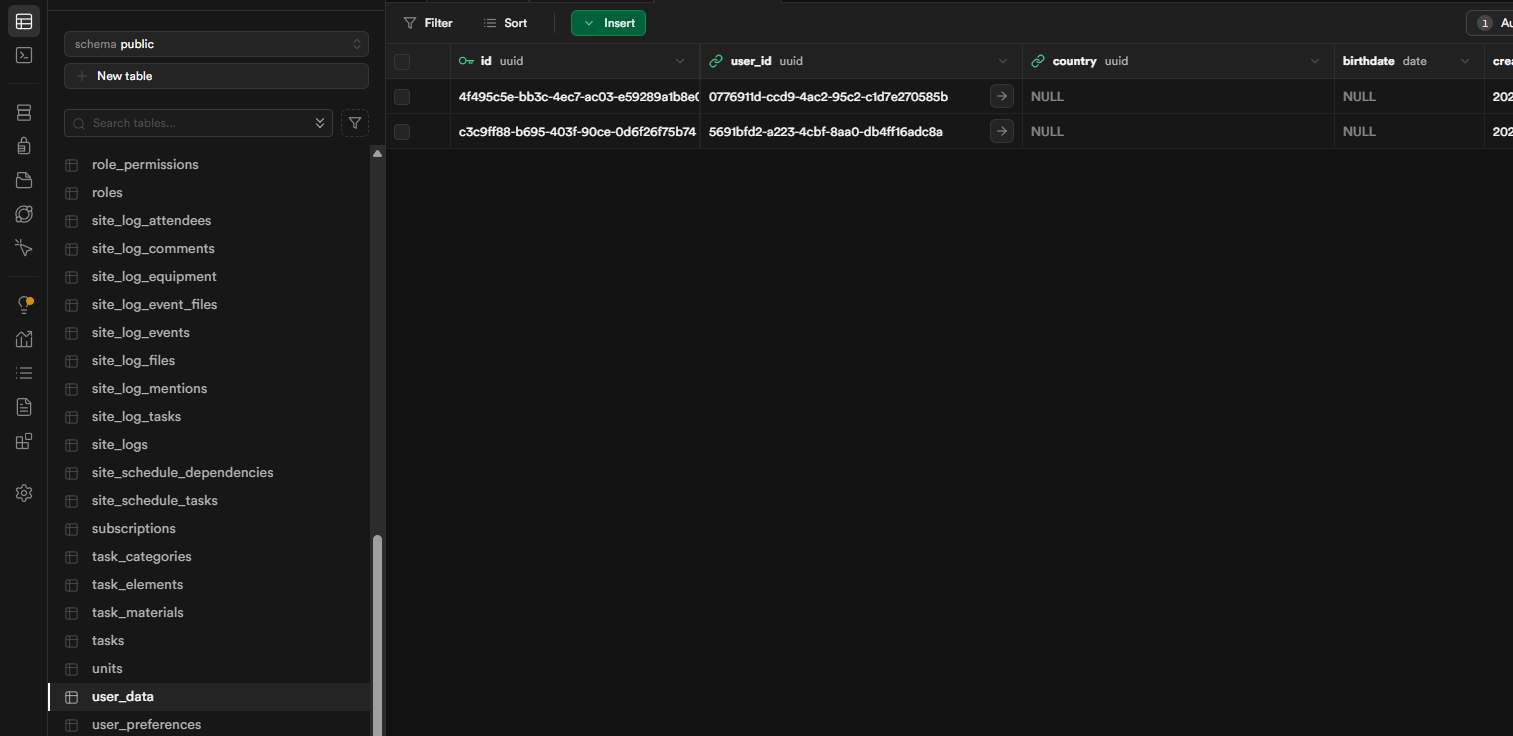 schema public
New table
Search tables...
role_permissions
roles
site_log_attendees
site_log_comments
site_log_equipment
site_log_event_files
site_log_events
site_log_files
site_log_mentions
site_log_tasks
site_logs
site_schedule_dependencies
site_schedule_tasks
subscriptions
task_categories
task_elements
task_materials
tasks
units
user_data
user_preferences
Filter Sort Insert 1 Au
id uuid user_id uuid country uuid birthdate date crea
4f495c5e-bb3c-4ec7-ac03-e59289a1b8e0 0776911d-ccd9-4ac2-95c2-c1d7e270585b NULL NULL 202
c3c9ff88-b695-403f-90ce-0d6f26f75b74 5691bfd2-a223-4cbf-8aa0-db4ff16adc8a NULL NULL 202